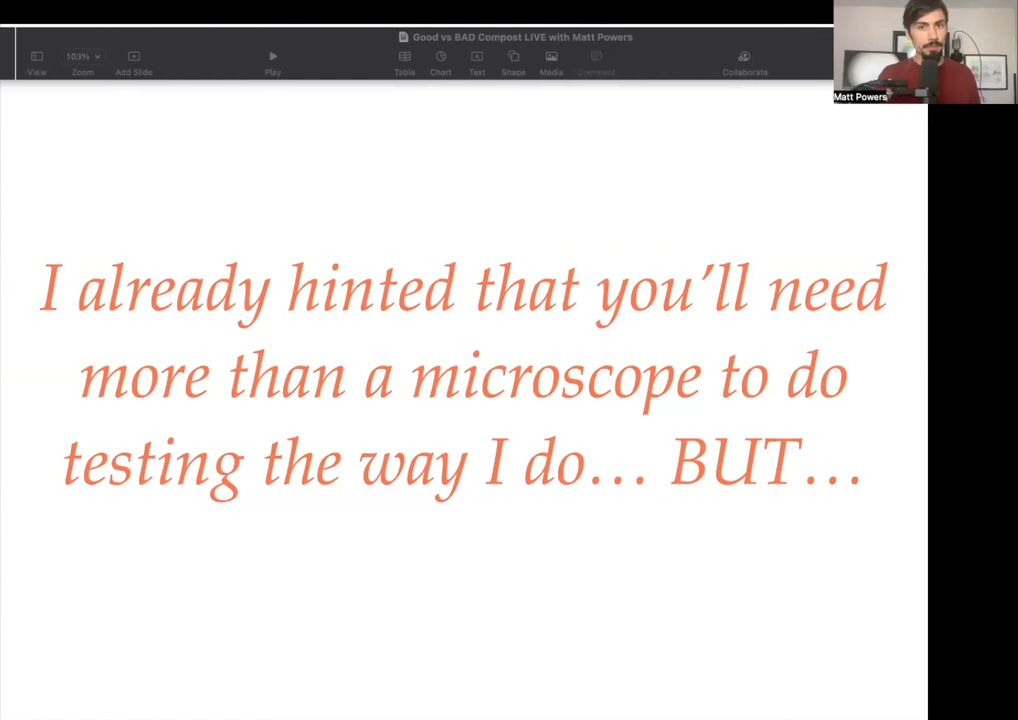 Good vs BAD Compost LIVE with Matt Powers
103%
View
Zoom
Add Slide
Play
Table
Chart
Text
Shape
Media
Comment
Collaborate
Matt Powers
I already hinted that you’ll need
more than a microscope to do
testing the way I do… BUT…